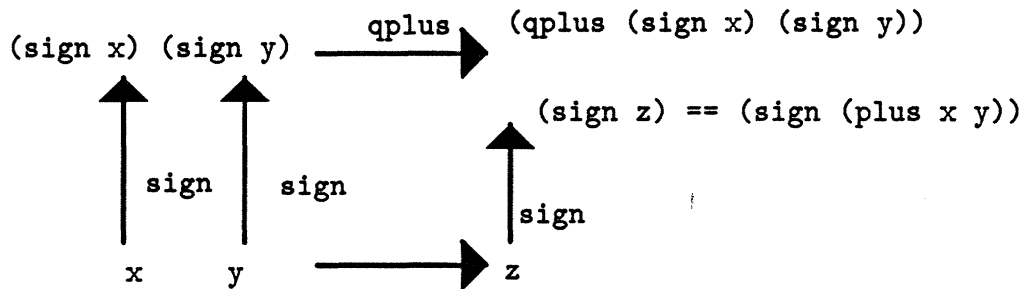 qplus (qplus (sign x) (sign y))
(sign x) (sign y)
(sign z) == (sign (plus x y))
sign sign
sign
x y z